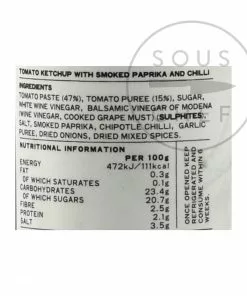 SOUS
CHEF
TOMATO KETCHUP WITH SMOKED PAPRIKA AND CHILLI
INGREDIENTS
TOMATO PASTE (47%), TOMATO PUREE (15%), SUGAR,
WHITE WINE VINEGAR, BALSAMIC VINEGAR OF MODENA
(WINE VINEGAR, COOKED GRAPE MUST) (SULPHITES),
SALT, SMOKED PAPRIKA, CHIPOTLE CHILLI, GARLIC
PUREE, DRIED ONIONS, DRIED MIXED SPICES.
NUTRITIONAL INFORMATION
PER 100g
ENERGY 472kJ/111kcal
FAT 0.3g
OF WHICH SATURATES 0.1g
CARBOHYDRATES 23.4g
OF WHICH SUGARS 20.7g
FIBRE 2.5g
PROTEIN 2.1g
SALT 3.5g
ONCE OPENED KEEP
REFRIGERATED AND
CONSUME WITHIN 6
WEEKS.